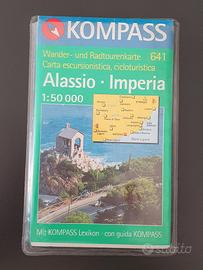 KOMPASS
Wander- und Radtourenkarte 641
Carta escursionistica, cicloturistica
Alassio · Imperia
1:50 000
Mit KOMPASS Lexikon · con guida KOMPASS
subito